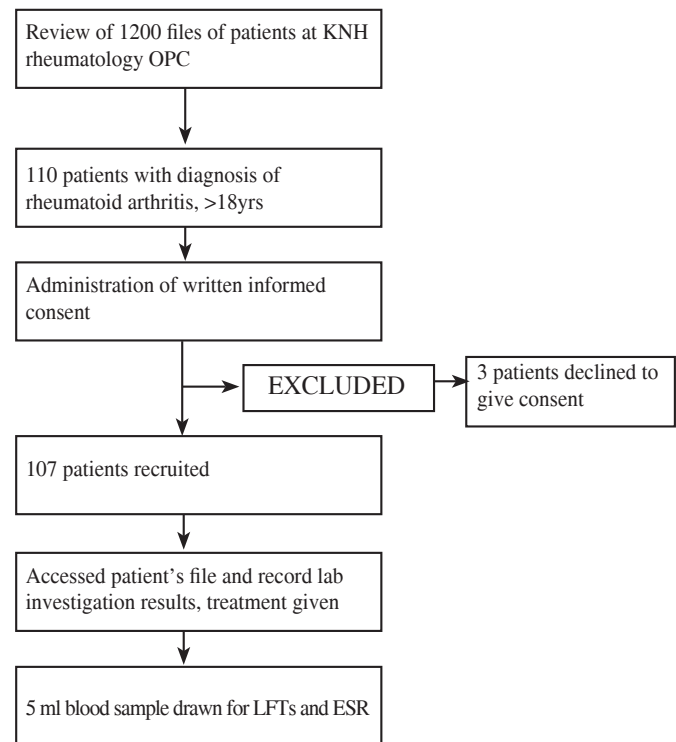 Review of 1200 files of patients at KNH
rheumatology OPC
110 patients with diagnosis of
rheumatoid arthritis, >18yrs
Administration of written informed
consent
EXCLUDED
3 patients declined to
give consent
107 patients recruited
Accessed patient's file and record lab
investigation results, treatment given
5 ml blood sample drawn for LFTs and ESR